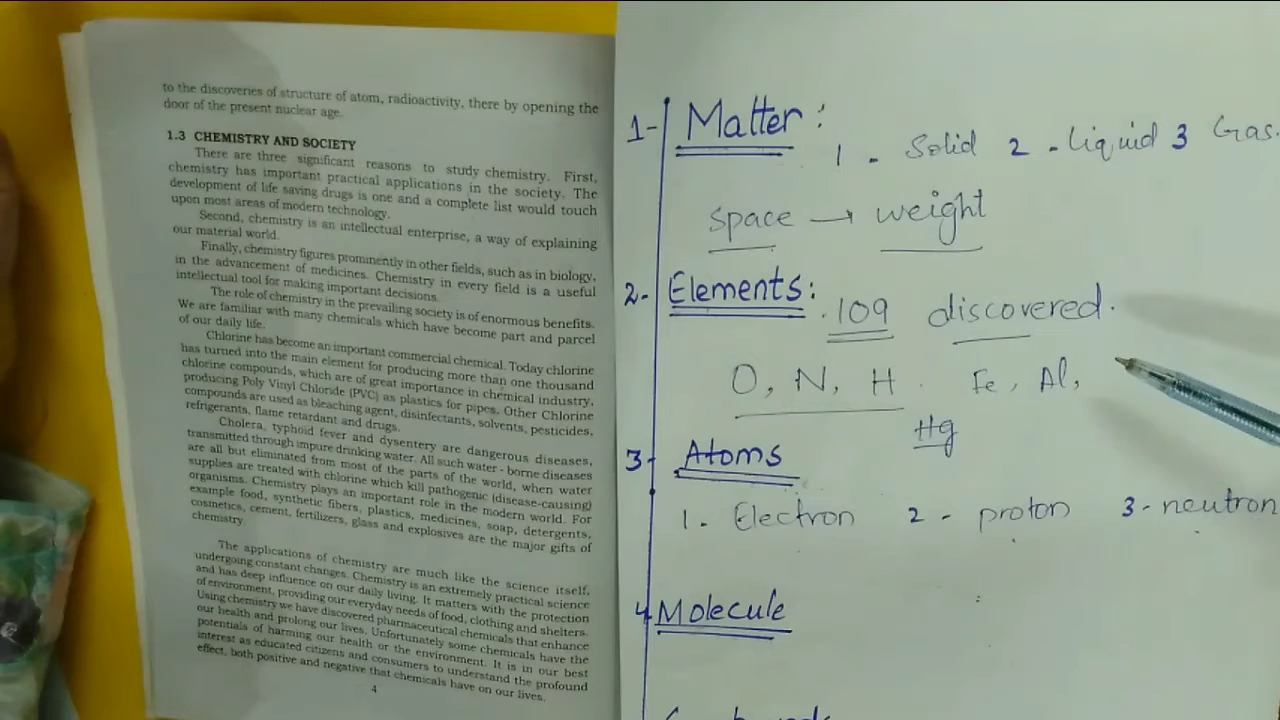 to the discoveries of structure of atom, radioactivity, there by opening the
door of the present nuclear age.
1.3 CHEMISTRY AND SOCIETY
There are three significant reasons to study chemistry. First,
chemistry has important practical applications in the society. The
development of life saving drugs is one and a complete list would touch
upon most areas of modern technology.
Second, chemistry is an intellectual enterprise, a way of explaining
our material world.
Finally, chemistry figures prominently in other fields, such as in biology,
in the advancement of medicines. Chemistry in every field is a useful
intellectual tool for making important decisions.
The role of chemistry in the prevailing society is of enormous benefits.
We are familiar with many chemicals which have become part and parcel
of our daily life.
Chlorine has become an important commercial chemical. Today chlorine
has turned into the main element for producing more than one thousand
chlorine compounds, which are of great importance in chemical industry,
producing Poly Vinyl Chloride (PVC) as plastics for pipes. Other Chlorine
compounds are used as bleaching agent, disinfectants, solvents, pesticides,
refrigerants, flame retardant and drugs.
Cholera, typhoid fever and dysentery are dangerous diseases,
transmitted through impure drinking water. All such water - borne diseases
are all but eliminated from most of the parts of the world, when water
supplies are treated with chlorine which kill pathogenic (disease-causing)
organisms. Chemistry plays an important role in the modern world. For
example food, synthetic fibers, plastics, medicines, soap, detergents,
cosmetics, cement, fertilizers, glass and explosives are the major gifts of
chemistry.
The applications of chemistry are much like the science itself,
undergoing constant changes. Chemistry is an extremely practical science
and has deep influence on our daily living. It matters with the protection
of environment, providing our everyday needs of food, clothing and shelters.
Using chemistry we have discovered pharmaceutical chemicals that enhance
our health and prolong our lives. Unfortunately some chemicals have the
potentials of harming our health or the environment. It is in our best
interest as educated citizens and consumers to understand the profound
effect, both positive and negative that chemicals have on our lives.
4
1- Matter :
1 - Solid 2 - Liquid 3 Gas.
space → weight
2- Elements: 109 discovered.
O, N, H. Fe, Al,
Hg
3- Atoms
1- Electron 2 - proton 3- neutron
4 Molecule